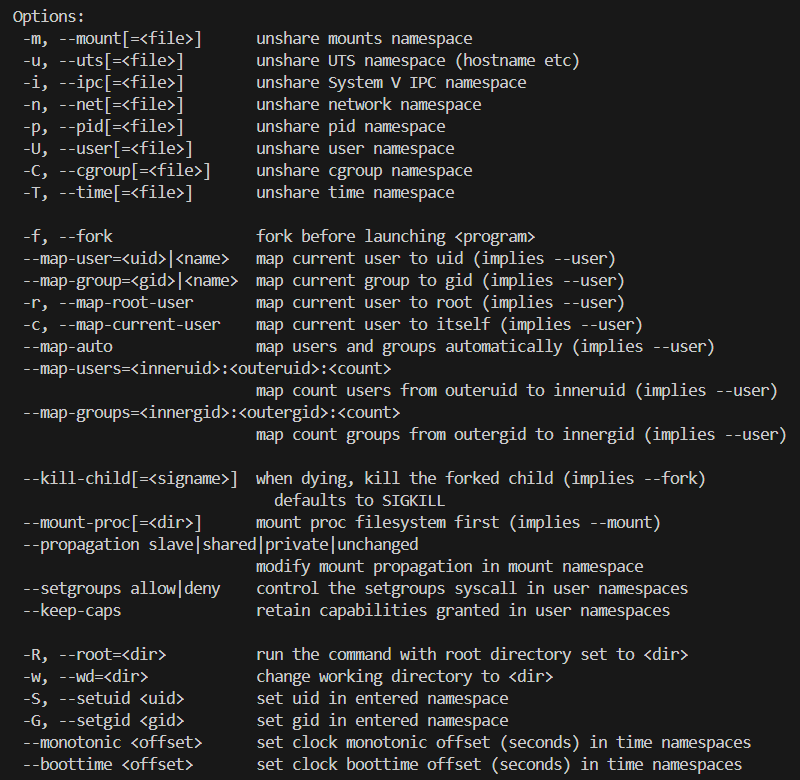 Options:
 -m, --mount[=<file>]      unshare mounts namespace
 -u, --uts[=<file>]        unshare UTS namespace (hostname etc)
 -i, --ipc[=<file>]        unshare System V IPC namespace
 -n, --net[=<file>]        unshare network namespace
 -p, --pid[=<file>]        unshare pid namespace
 -U, --user[=<file>]       unshare user namespace
 -C, --cgroup[=<file>]     unshare cgroup namespace
 -T, --time[=<file>]       unshare time namespace

 -f, --fork                fork before launching <program>
 --map-user=<uid>|<name>   map current user to uid (implies --user)
 --map-group=<gid>|<name>  map current group to gid (implies --user)
 -r, --map-root-user       map current user to root (implies --user)
 -c, --map-current-user    map current user to itself (implies --user)
 --map-auto                map users and groups automatically (implies --user)
 --map-users=<inneruid>:<outeruid>:<count>
                           map count users from outeruid to inneruid (implies --user)
 --map-groups=<innergid>:<outergid>:<count>
                           map count groups from outergid to innergid (implies --user)

 --kill-child[=<signame>]  when dying, kill the forked child (implies --fork)
                             defaults to SIGKILL
 --mount-proc[=<dir>]      mount proc filesystem first (implies --mount)
 --propagation slave|shared|private|unchanged
                           modify mount propagation in mount namespace
 --setgroups allow|deny    control the setgroups syscall in user namespaces
 --keep-caps               retain capabilities granted in user namespaces

 -R, --root=<dir>          run the command with root directory set to <dir>
 -w, --wd=<dir>            change working directory to <dir>
 -S, --setuid <uid>        set uid in entered namespace
 -G, --setgid <gid>        set gid in entered namespace
 --monotonic <offset>      set clock monotonic offset (seconds) in time namespaces
 --boottime <offset>       set clock boottime offset (seconds) in time namespaces